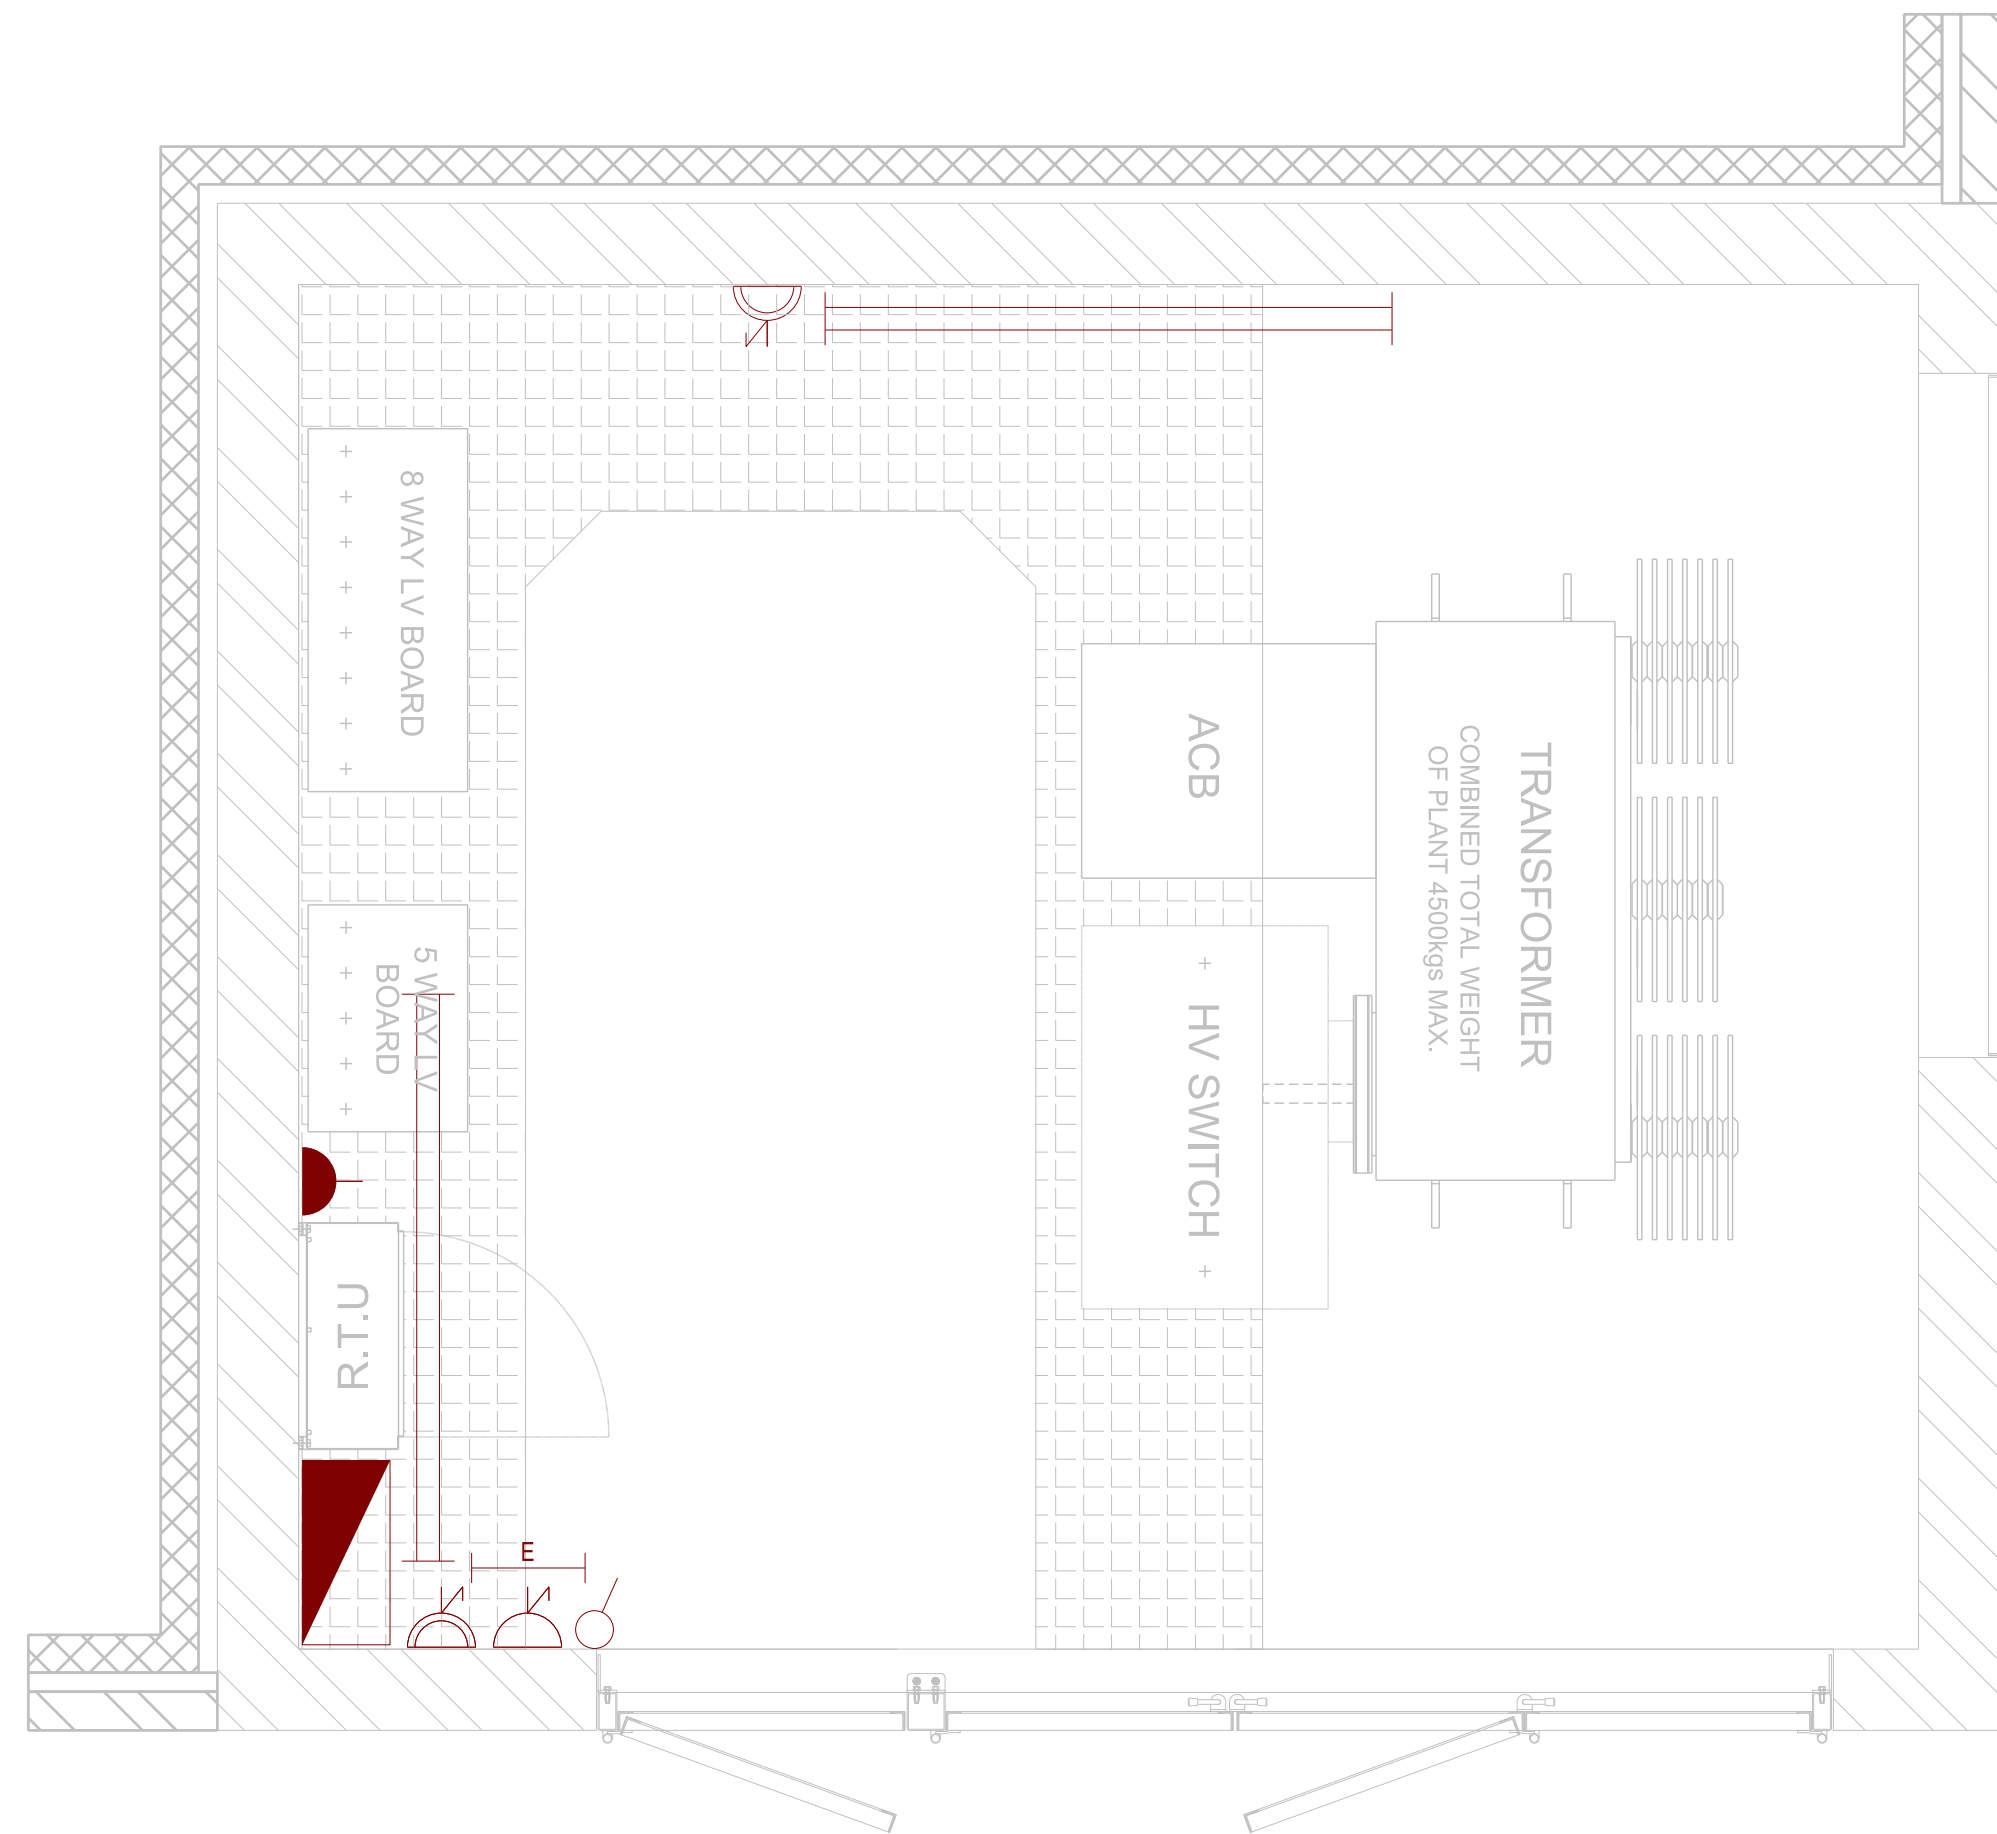 8 WAY LV BOARD
5 WAY LV
BOARD
R.T.U
E
ACB
HV SWITCH
TRANSFORMER
COMBINED TOTAL WEIGHT
OF PLANT 4500kgs MAX.